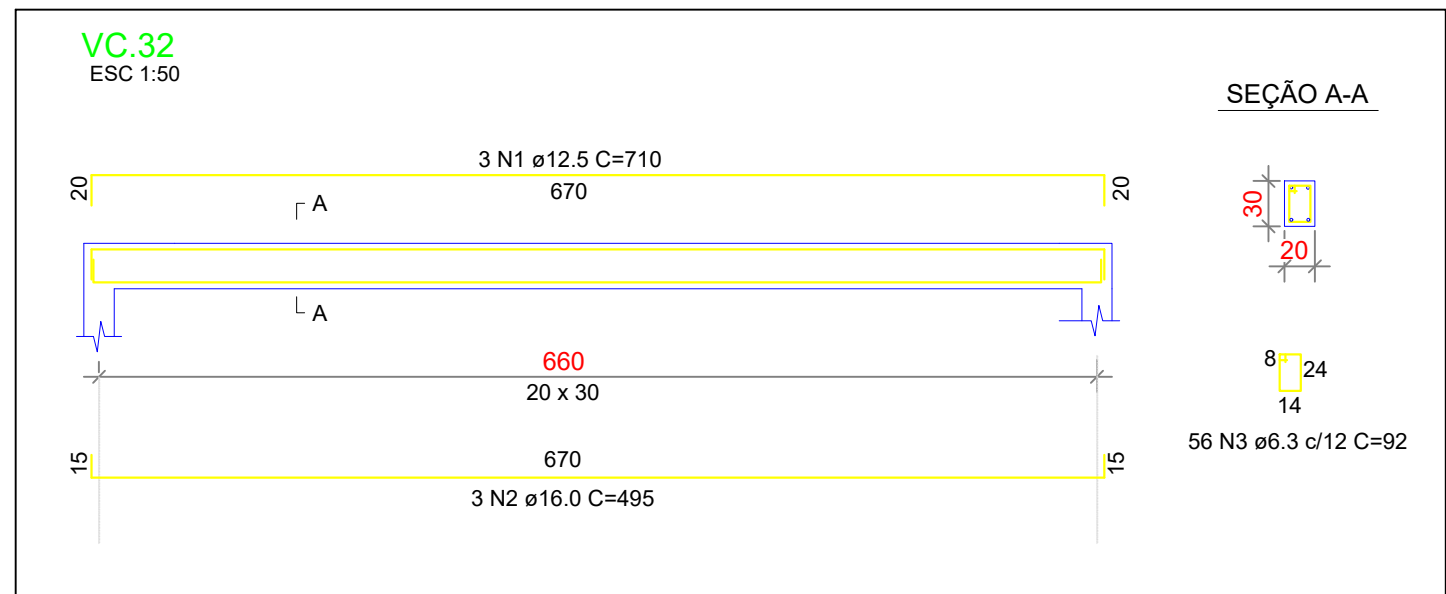 VC.32
ESC 1:50
SEÇÃO A-A
3 N1 ø12.5 C=710
20
670
20
A
30
20
A
660
20 x 30
8
24
14
56 N3 ø6.3 c/12 C=92
15
670
15
3 N2 ø16.0 C=495